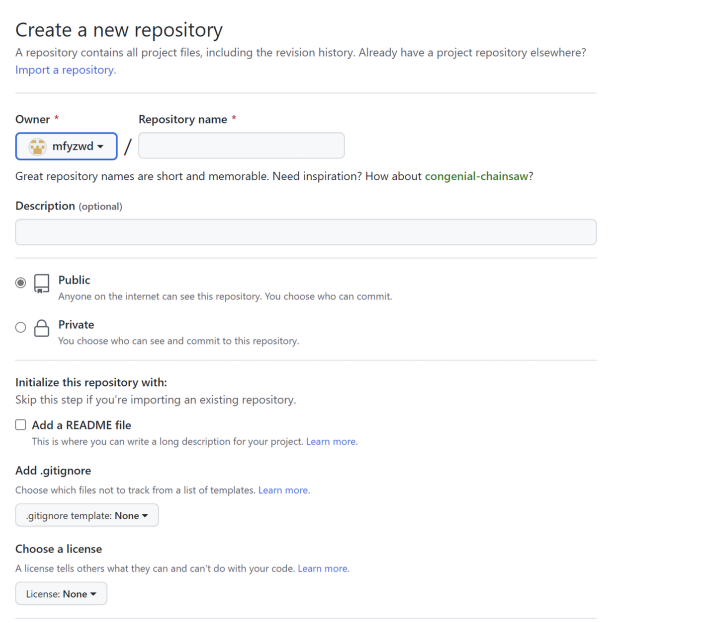 Create a new repository
A repository contains all project files, including the revision history. Already have a project repository elsewhere?
Import a repository.
Owner * Repository name *
mfyzwd /
Great repository names are short and memorable. Need inspiration? How about congenial-chainsaw?
Description (optional)
Public
Anyone on the internet can see this repository. You choose who can commit.
Private
You choose who can see and commit to this repository.
Initialize this repository with:
Skip this step if you're importing an existing repository.
Add a README file
This is where you can write a long description for your project. Learn more.
Add .gitignore
Choose which files not to track from a list of templates. Learn more.
.gitignore template: None
Choose a license
A license tells others what they can and can't do with your code. Learn more.
License: None